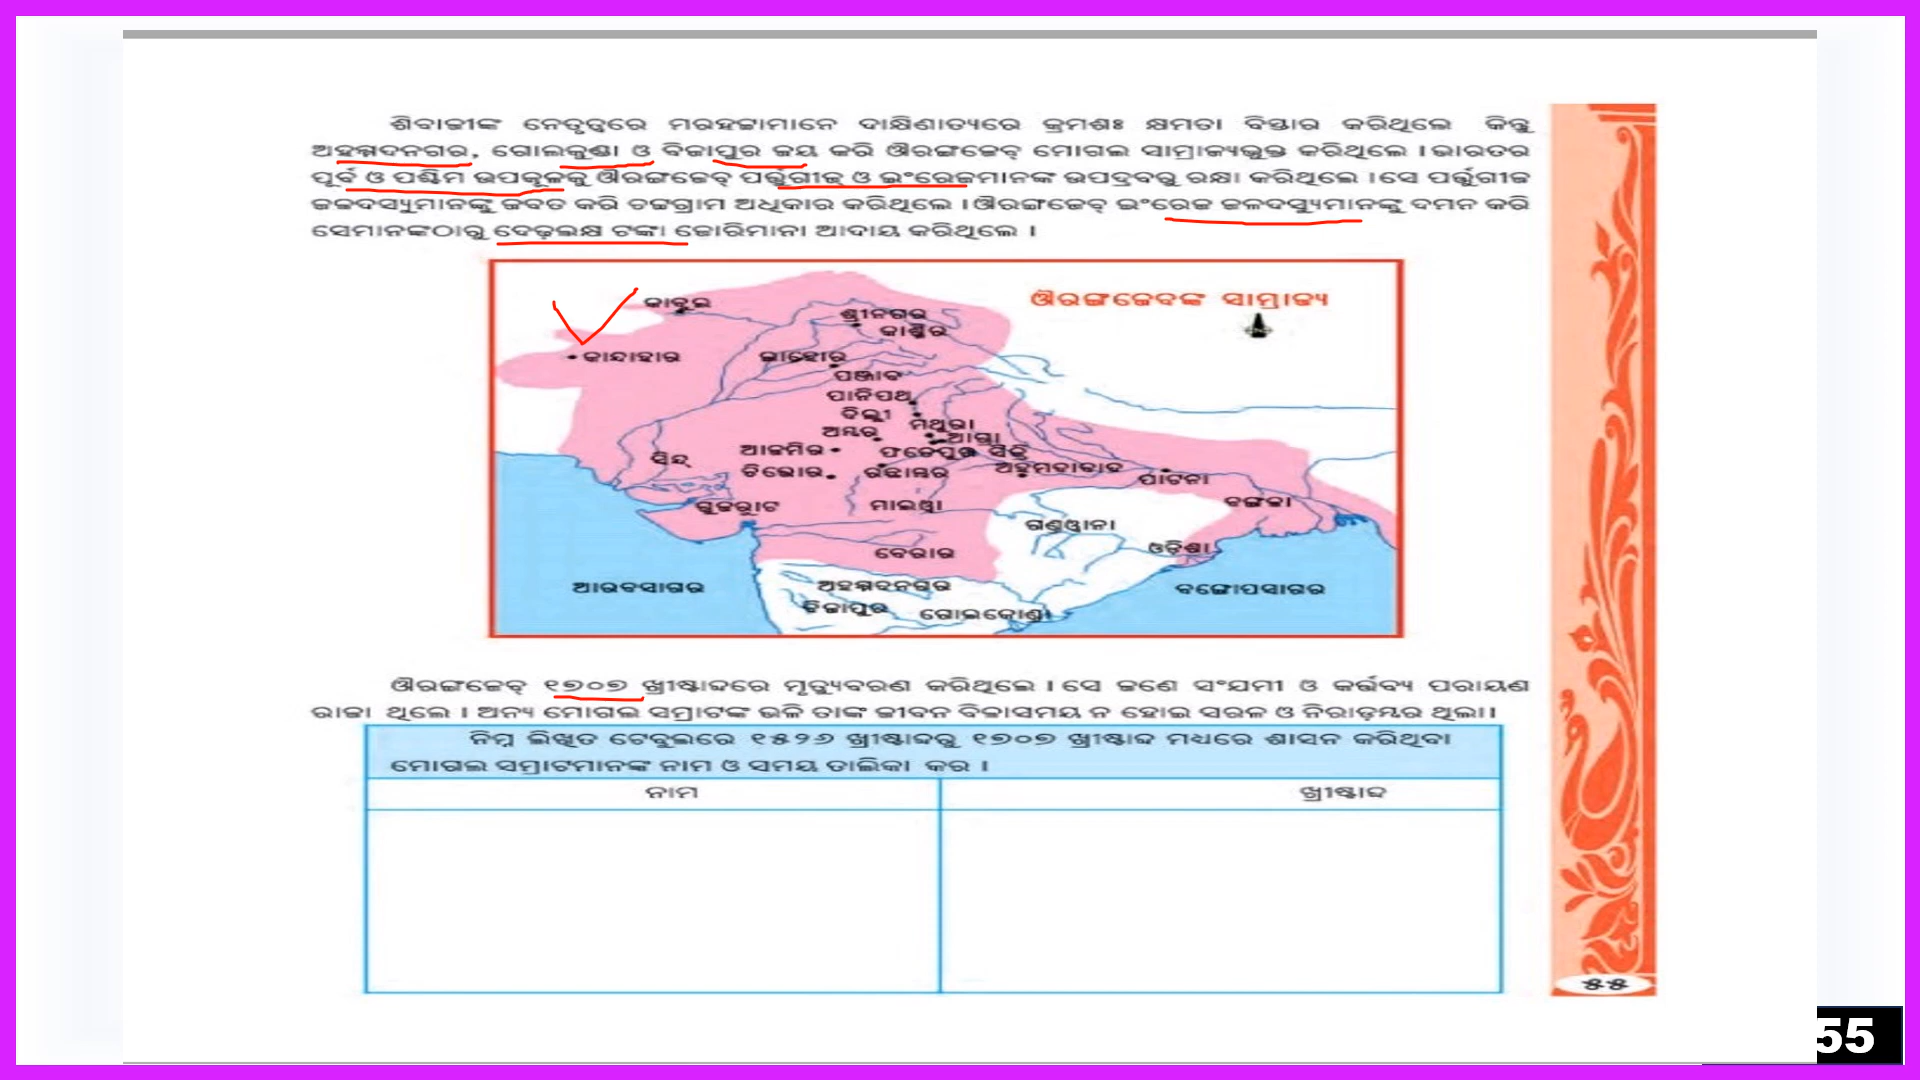 ଶିବାଜୀଙ୍କ ନେତୃତ୍ତ୍ୱରେ ମରହଟ୍ଟାମାନେ ଦାକ୍ଷିଣାତ୍ୟରେ କ୍ରମଶଃ କ୍ଷମତା ବିସ୍ତାର କରିଥିଲେ କିନ୍ତୁ
ଅହମ୍ମଦନଗର, ଗୋଲକୁଣ୍ଡା ଓ ବିଜାପୁର ଜୟ କରି ଔରଙ୍ଗଜେବ୍ ମୋଗଲ ସାମ୍ରାଜ୍ୟଭୁକ୍ତ କରିଥିଲେ । ଭାରତର
ପୂର୍ବ ଓ ପଶ୍ଚିମ ଉପକୂଳକୁ ଔରଙ୍ଗଜେବ୍ ପର୍ତ୍ତୁଗୀଜ୍ ଓ ଇଂରେଜମାନଙ୍କ ଉପଦ୍ରବରୁ ରକ୍ଷା କରିଥିଲେ । ସେ ପର୍ତ୍ତୁଗୀଜ
ଜଳଦସ୍ୟୁମାନଙ୍କୁ ଜବତ କରି ଚଟ୍ଟଗ୍ରାମ ଅଧିକାର କରିଥିଲେ । ଔରଙ୍ଗଜେବ୍ ଇଂରେଜ ଜଳଦସ୍ୟୁମାନଙ୍କୁ ଦମନ କରି
ସେମାନଙ୍କଠାରୁ ଦେଢ଼ଲକ୍ଷ ଟଙ୍କା ଜୋରିମାନା ଆଦାୟ କରିଥିଲେ ।
ଔରଙ୍ଗଜେବଙ୍କ ସାମ୍ରାଜ୍ୟ
କାବୁଲ
ଶ୍ରୀନଗର
କାଶ୍ମିର
କାନ୍ଦାହାର
ଲାହୋର
ପଞ୍ଜାବ
ପାନିପଥ
ଦିଲ୍ଲୀ
ମଥୁରା
ଅମ୍ବର
ଆଗ୍ରା
ଆଜମିର
ଫତେପୁର ସିକ୍ରି
ସିନ୍ଧ୍
ଚିତୋର
ରଣଥମ୍ଭର
ଅହମଦାବାଦ
ପାଟନା
ଗୁଜରାଟ
ମାଲୱା
ବଙ୍ଗଳା
ଗଣ୍ଡୱାନା
ବେରାର
ଓଡ଼ିଶା
ଆରବସାଗର
ଅହମ୍ମଦନଗର
ବଙ୍ଗୋପସାଗର
ବିଜାପୁର
ଗୋଲକୋଣ୍ଡା
ଔରଙ୍ଗଜେବ୍ ୧୭୦୭ ଖ୍ରୀଷ୍ଟାବ୍ଦରେ ମୃତ୍ୟୁବରଣ କରିଥିଲେ । ସେ ଜଣେ ସଂଯମୀ ଓ କର୍ତ୍ତବ୍ୟ ପରାୟଣ
ରାଜା ଥିଲେ । ଅନ୍ୟ ମୋଗଲ ସମ୍ରାଟଙ୍କ ଭଳି ତାଙ୍କ ଜୀବନ ବିଳାସମୟ ନ ହୋଇ ସରଳ ଓ ନିରାଡ଼ମ୍ବର ଥିଲା ।
ନିମ୍ନ ଲିଖିତ ଟେବୁଲରେ ୧୫୨୬ ଖ୍ରୀଷ୍ଟାବ୍ଦରୁ ୧୭୦୭ ଖ୍ରୀଷ୍ଟାବ୍ଦ ମଧ୍ୟରେ ଶାସନ କରିଥିବା
ମୋଗଲ ସମ୍ରାଟମାନଙ୍କ ନାମ ଓ ସମୟ ତାଲିକା କର ।
ନାମ ଖ୍ରୀଷ୍ଟାବ୍ଦ
୫୫
55